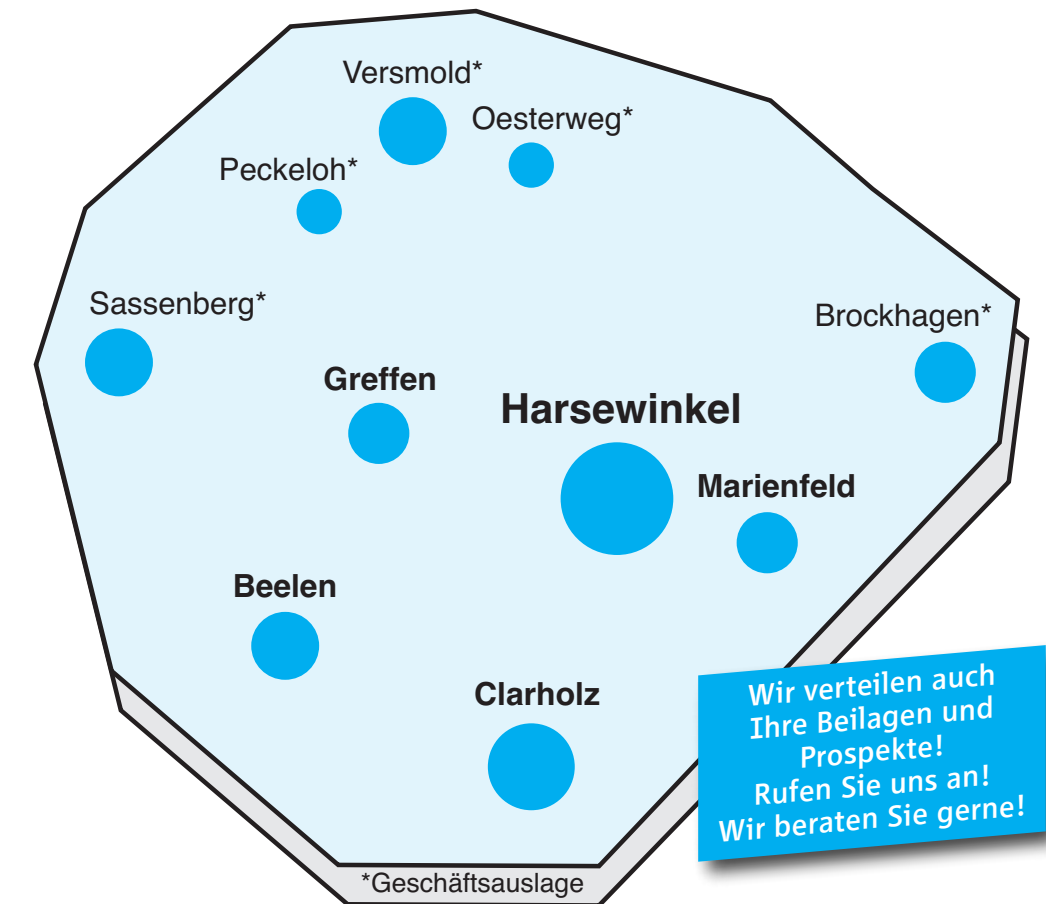 Versmold*
Oesterweg*
Peckeloh*
Sassenberg*
Brockhagen*
Greffen
Harsewinkel
Marienfeld
Beelen
Clarholz
Wir verteilen auch
Ihre Beilagen und
Prospekte!
Rufen Sie uns an!
Wir beraten Sie gerne!
*Geschäftsauslage